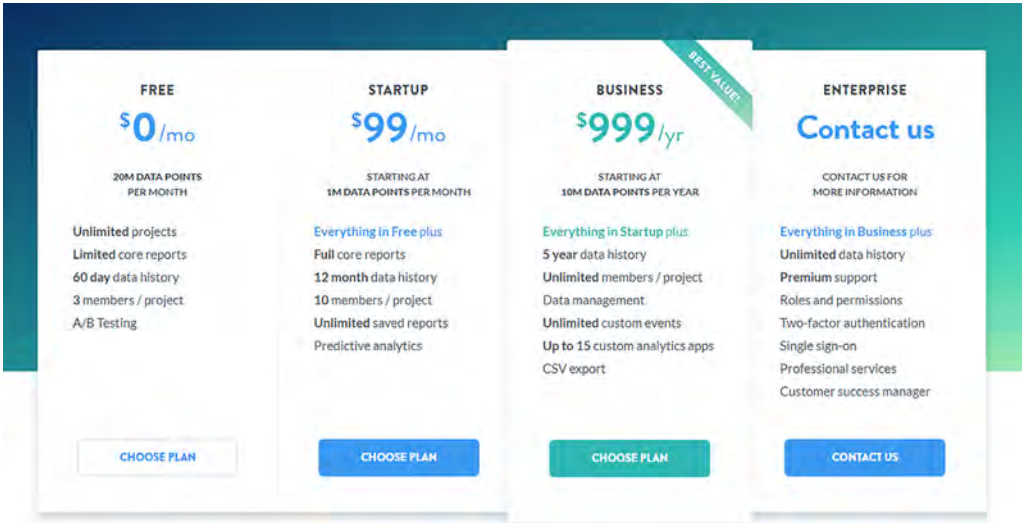 FREE
$0/mo
20M DATA POINTS
PER MONTH
Unlimited projects
Limited core reports
60 day data history
3 members / project
A/B Testing
CHOOSE PLAN
STARTUP
$99/mo
STARTING AT
1M DATA POINTS PER MONTH
Everything in Free plus
Full core reports
12 month data history
10 members / project
Unlimited saved reports
Predictive analytics
CHOOSE PLAN
BEST VALUE!
BUSINESS
$999/yr
STARTING AT
10M DATA POINTS PER YEAR
Everything in Startup plus
5 year data history
Unlimited members / project
Data management
Unlimited custom events
Up to 15 custom analytics apps
CSV export
CHOOSE PLAN
ENTERPRISE
Contact us
CONTACT US FOR
MORE INFORMATION
Everything in Business plus
Unlimited data history
Premium support
Roles and permissions
Two-factor authentication
Single sign-on
Professional services
Customer success manager
CONTACT US